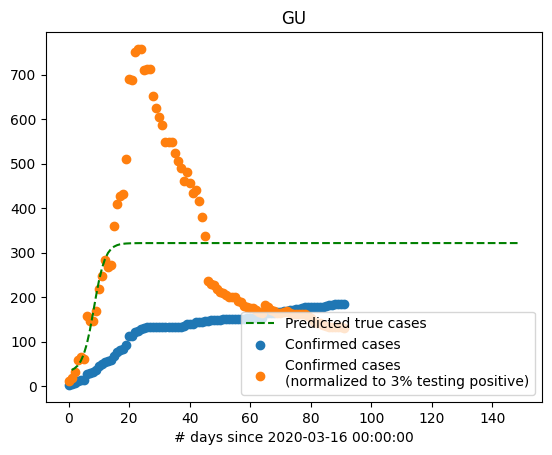 GU
700
600
500
400
300
200
100
0
Predicted true cases
Confirmed cases
Confirmed cases
(normalized to 3% testing positive)
0 20 40 60 80 100 120 140
# days since 2020-03-16 00:00:00